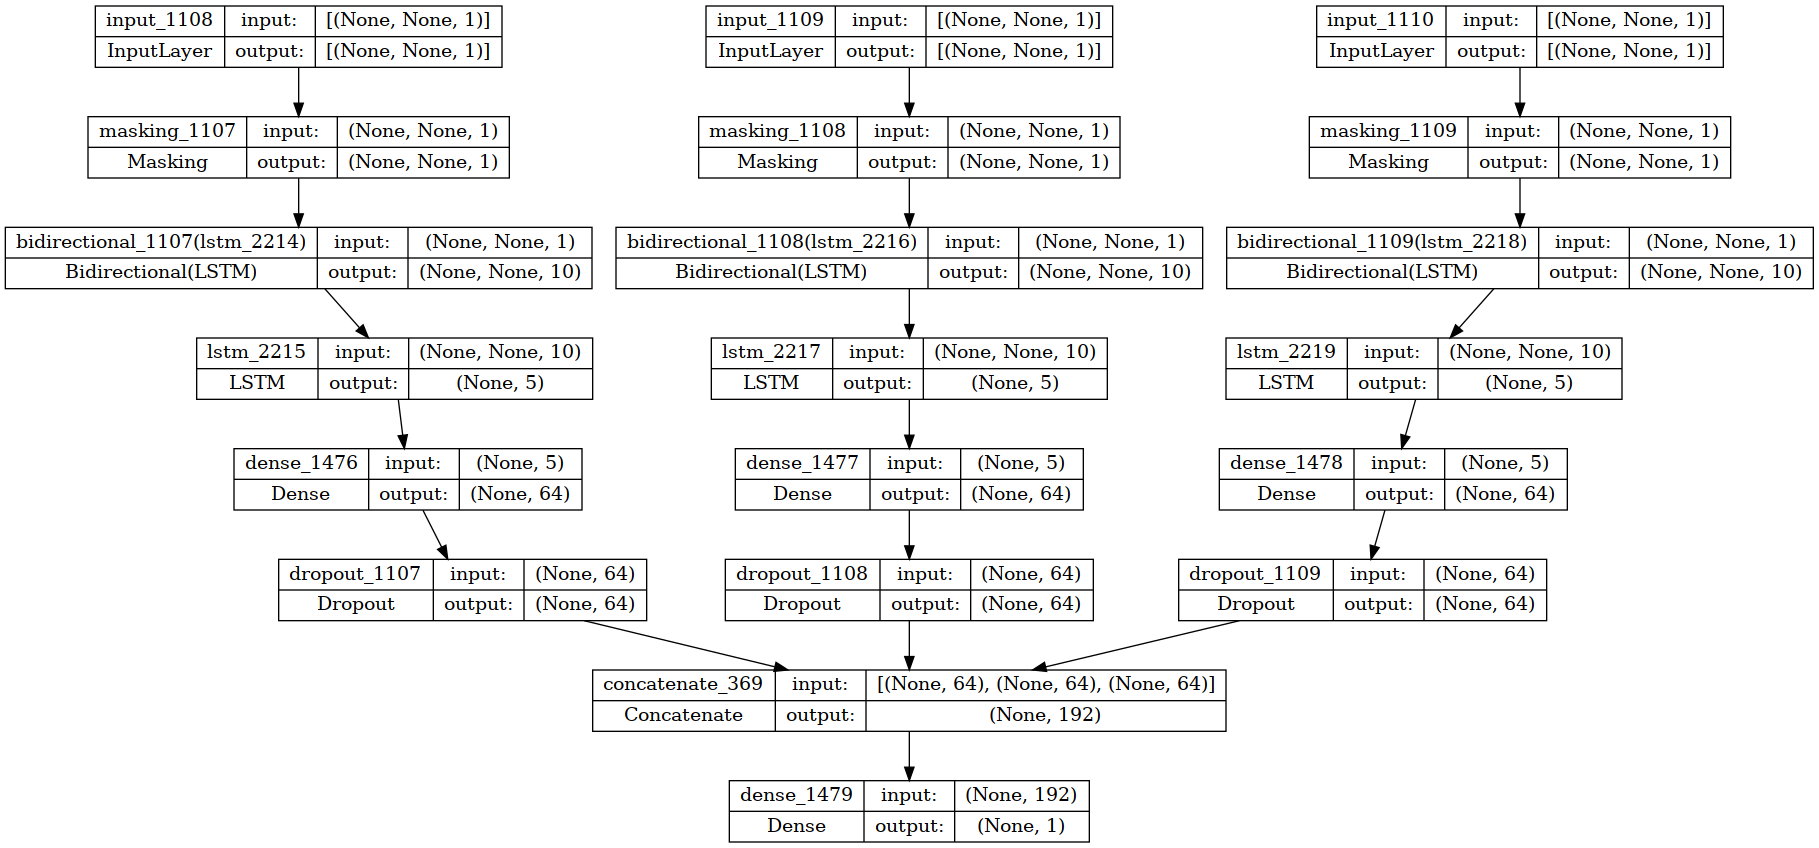 input_1108 input: [(None, None, 1)]
InputLayer output: [(None, None, 1)]
input_1109 input: [(None, None, 1)]
InputLayer output: [(None, None, 1)]
input_1110 input: [(None, None, 1)]
InputLayer output: [(None, None, 1)]
masking_1107 input: (None, None, 1)
Masking output: (None, None, 1)
masking_1108 input: (None, None, 1)
Masking output: (None, None, 1)
masking_1109 input: (None, None, 1)
Masking output: (None, None, 1)
bidirectional_1107(lstm_2214) input: (None, None, 1)
Bidirectional(LSTM) output: (None, None, 10)
bidirectional_1108(lstm_2216) input: (None, None, 1)
Bidirectional(LSTM) output: (None, None, 10)
bidirectional_1109(lstm_2218) input: (None, None, 1)
Bidirectional(LSTM) output: (None, None, 10)
lstm_2215 input: (None, None, 10)
LSTM output: (None, 5)
lstm_2217 input: (None, None, 10)
LSTM output: (None, 5)
lstm_2219 input: (None, None, 10)
LSTM output: (None, 5)
dense_1476 input: (None, 5)
Dense output: (None, 64)
dense_1477 input: (None, 5)
Dense output: (None, 64)
dense_1478 input: (None, 5)
Dense output: (None, 64)
dropout_1107 input: (None, 64)
Dropout output: (None, 64)
dropout_1108 input: (None, 64)
Dropout output: (None, 64)
dropout_1109 input: (None, 64)
Dropout output: (None, 64)
concatenate_369 input: [(None, 64), (None, 64), (None, 64)]
Concatenate output: (None, 192)
dense_1479 input: (None, 192)
Dense output: (None, 1)